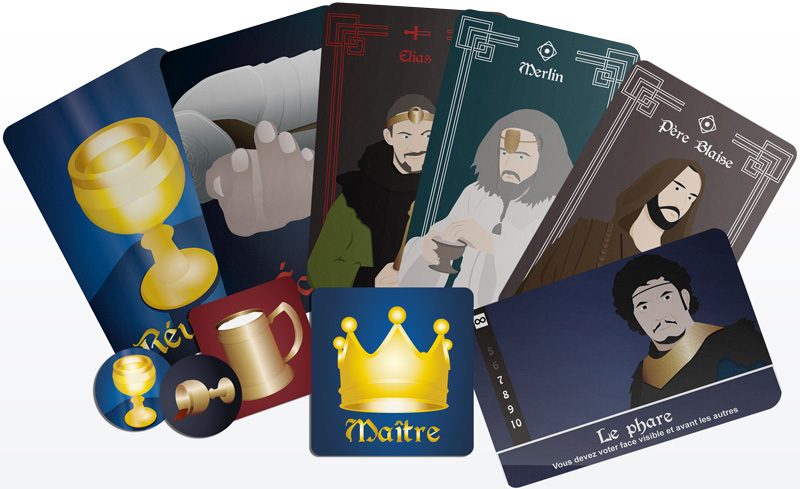 Elias
Merlin
Père Blaise
Maître
8
5
6
7
8
9
10
Le phare
Vous devez voter face visible et avant les autres